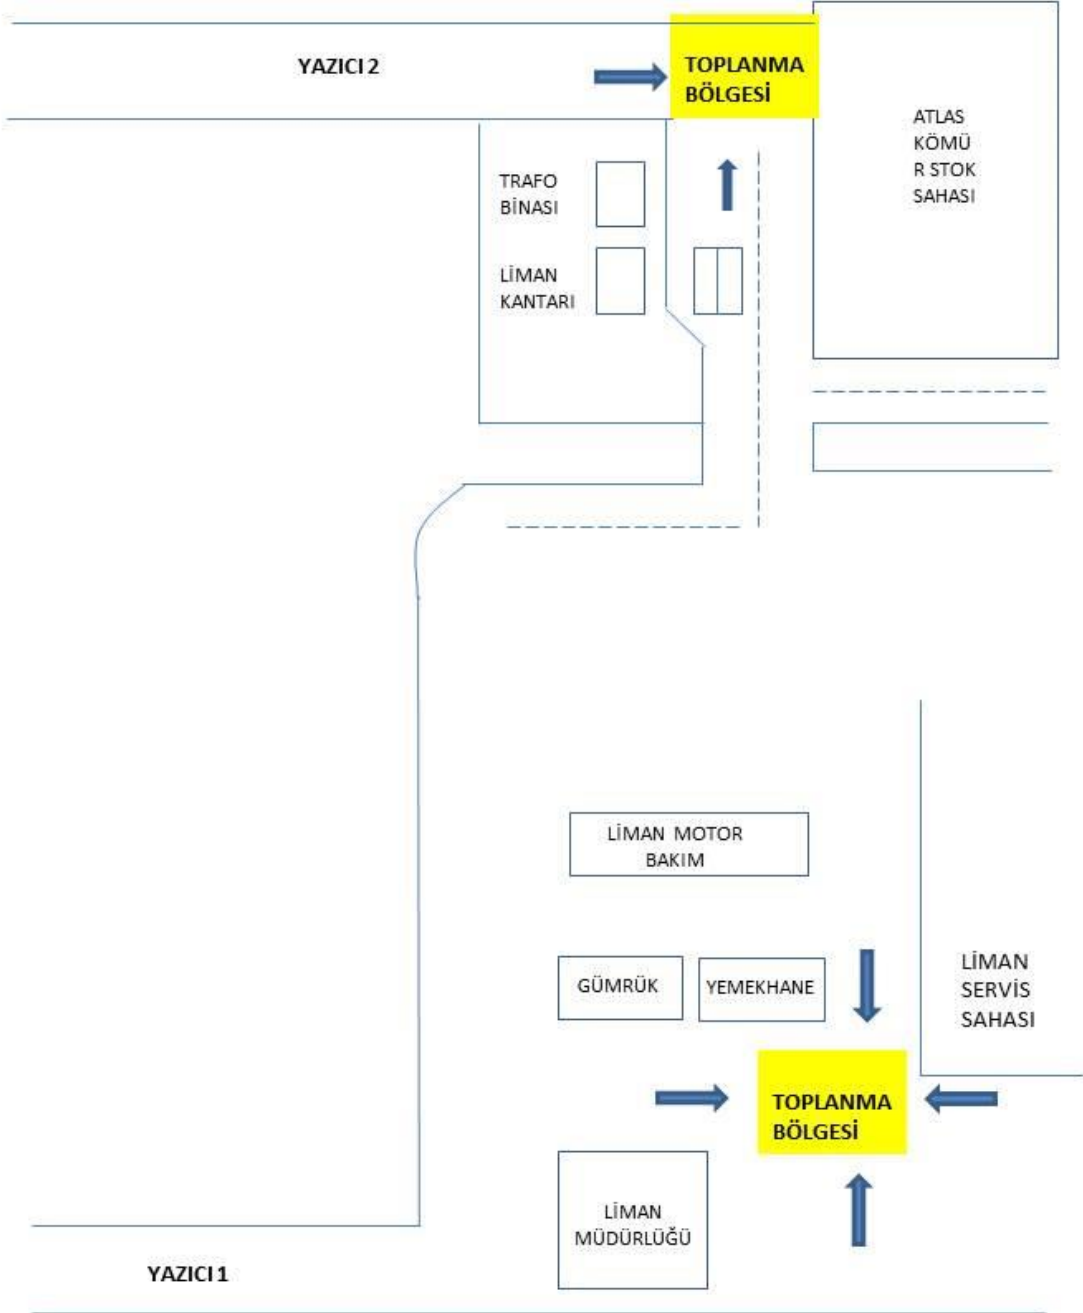 YAZICI 2
TOPLANMA
BÖLGESİ
ATLAS
KÖMÜ
R STOK
SAHASI
TRAFO
BİNASI
LİMAN
KANTARI
LİMAN MOTOR
BAKIM
GÜMRÜK
YEMEKHANE
LİMAN
SERVİS
SAHASI
TOPLANMA
BÖLGESİ
LİMAN
MÜDÜRLÜĞÜ
YAZICI 1